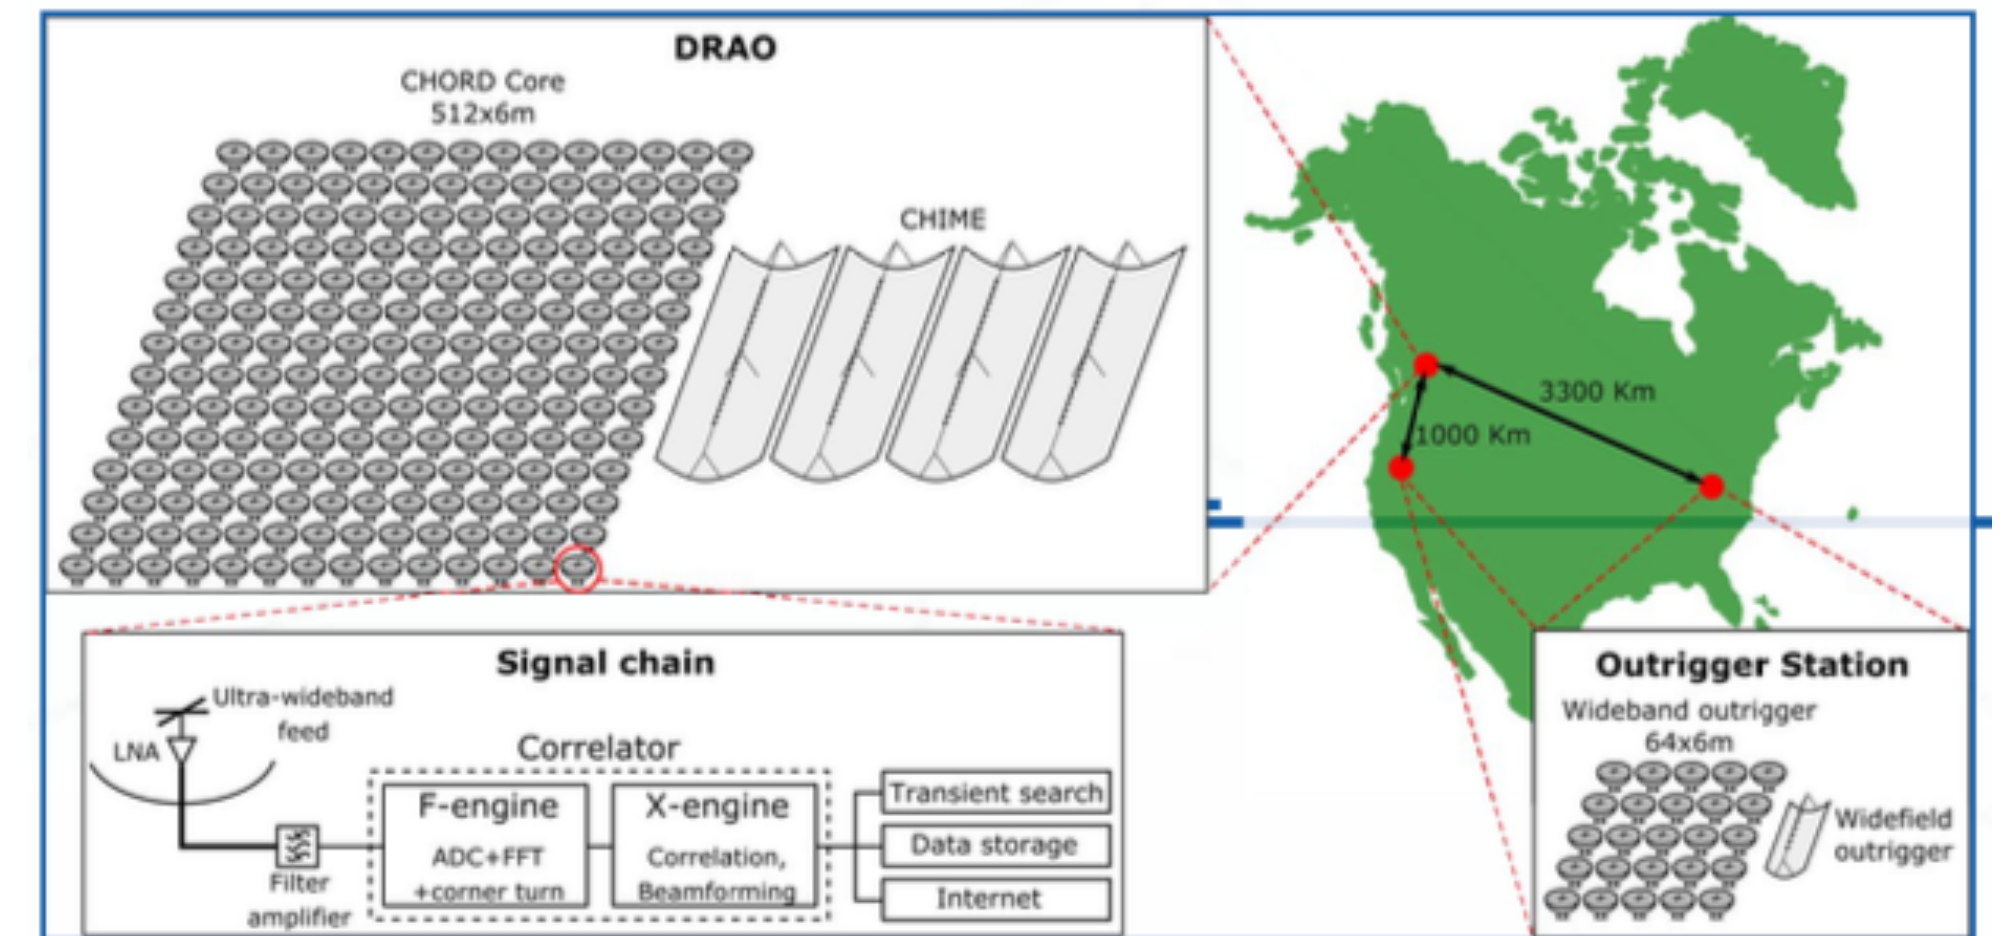 DRAO
CHORD Core
512x6m
CHIME
3300 Km
1000 Km
Signal chain
Ultra-wideband
feed
LNA
Correlator
F-engine
ADC+FFT
+corner turn
X-engine
Correlation,
Beamforming
Filter
amplifier
Transient search
Data storage
Internet
Outrigger Station
Wideband outrigger
64x6m
Widefield
outrigger